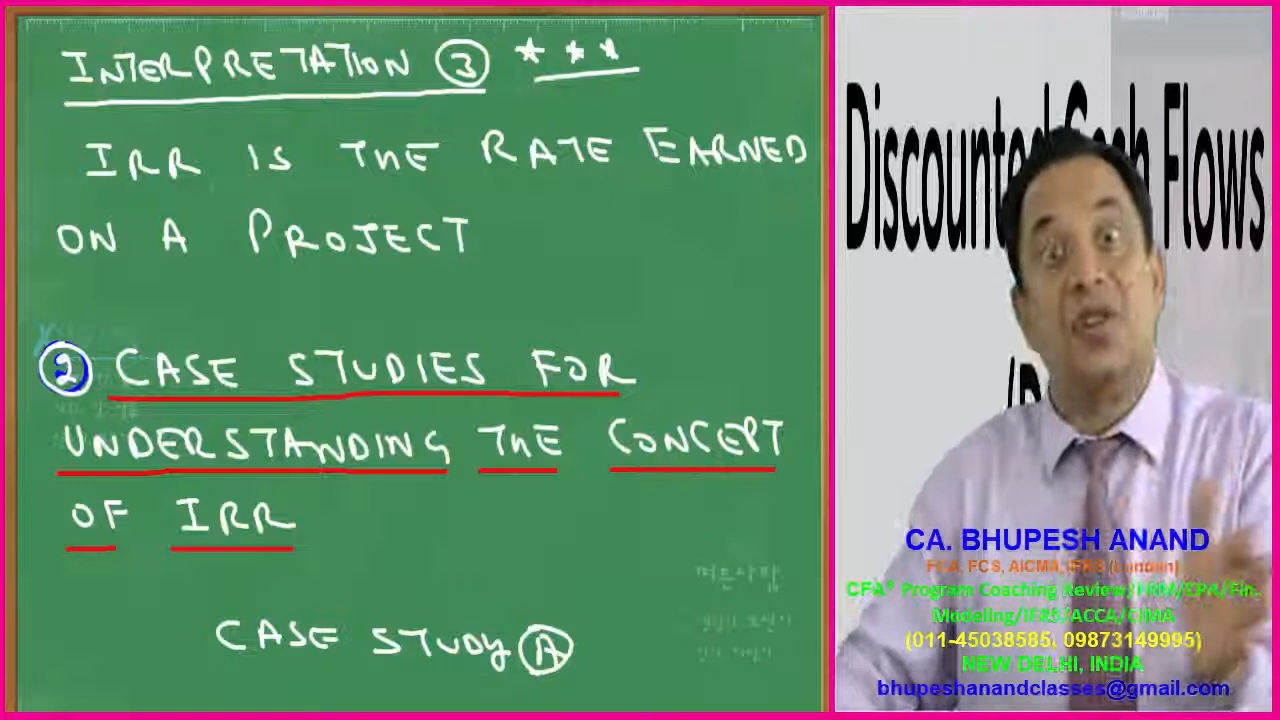 INTERPRETATION 3 ***
IRR IS THE RATE EARNED
ON A PROJECT
2 CASE STUDIES FOR
UNDERSTANDING THE CONCEPT
OF IRR
CASE STUDY A
Discounted Cash Flows
CA. BHUPESH ANAND
FCA, FCS, AICMA, IFRS (London)
CFA® Program Coaching Review/FRM/CPA/Fin.
Modeling/IFRS/ACCA/CIMA
(011-45038585, 09873149995)
NEW DELHI, INDIA
bhupeshanandclasses@gmail.com